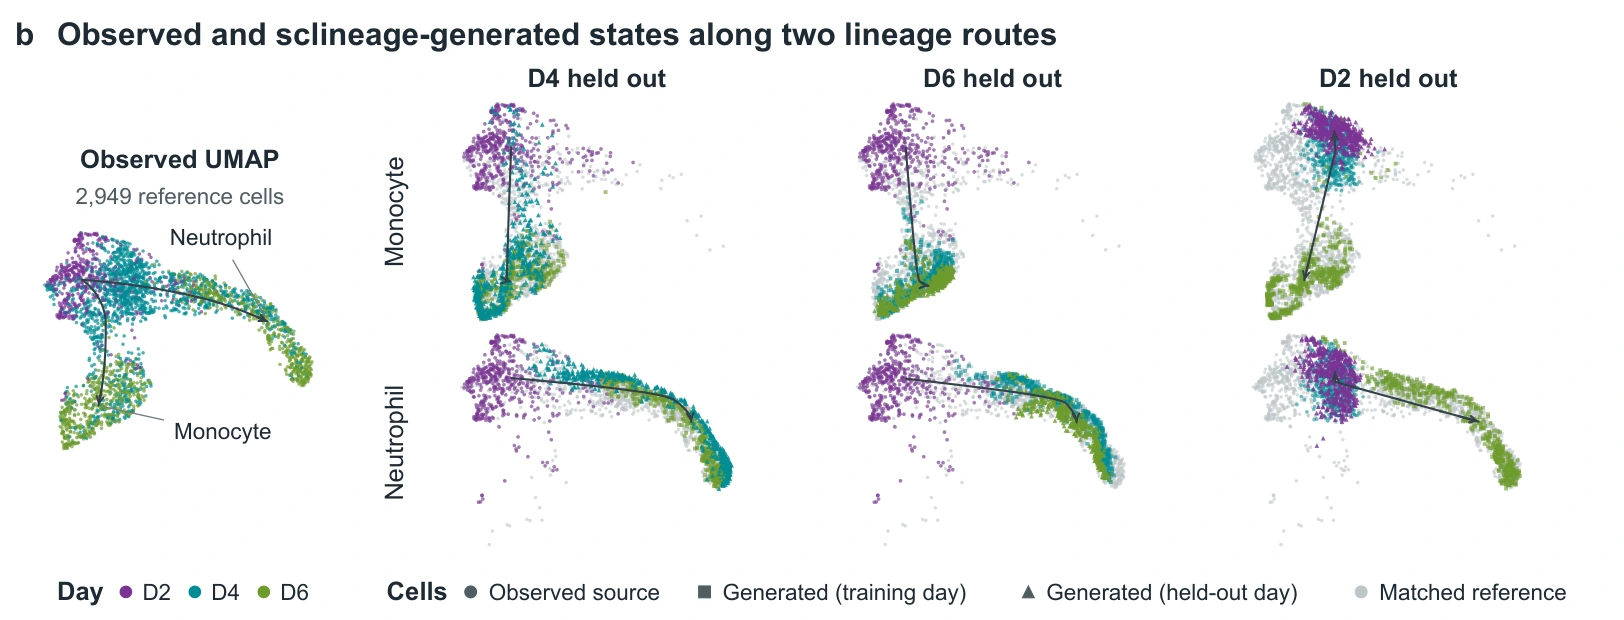 b Observed and sclineage-generated states along two lineage routes
D4 held out
D6 held out
D2 held out
Observed UMAP
2,949 reference cells
Neutrophil
Monocyte
Monocyte
Neutrophil
Day D2 D4 D6
Cells Observed source Generated (training day) Generated (held-out day) Matched reference